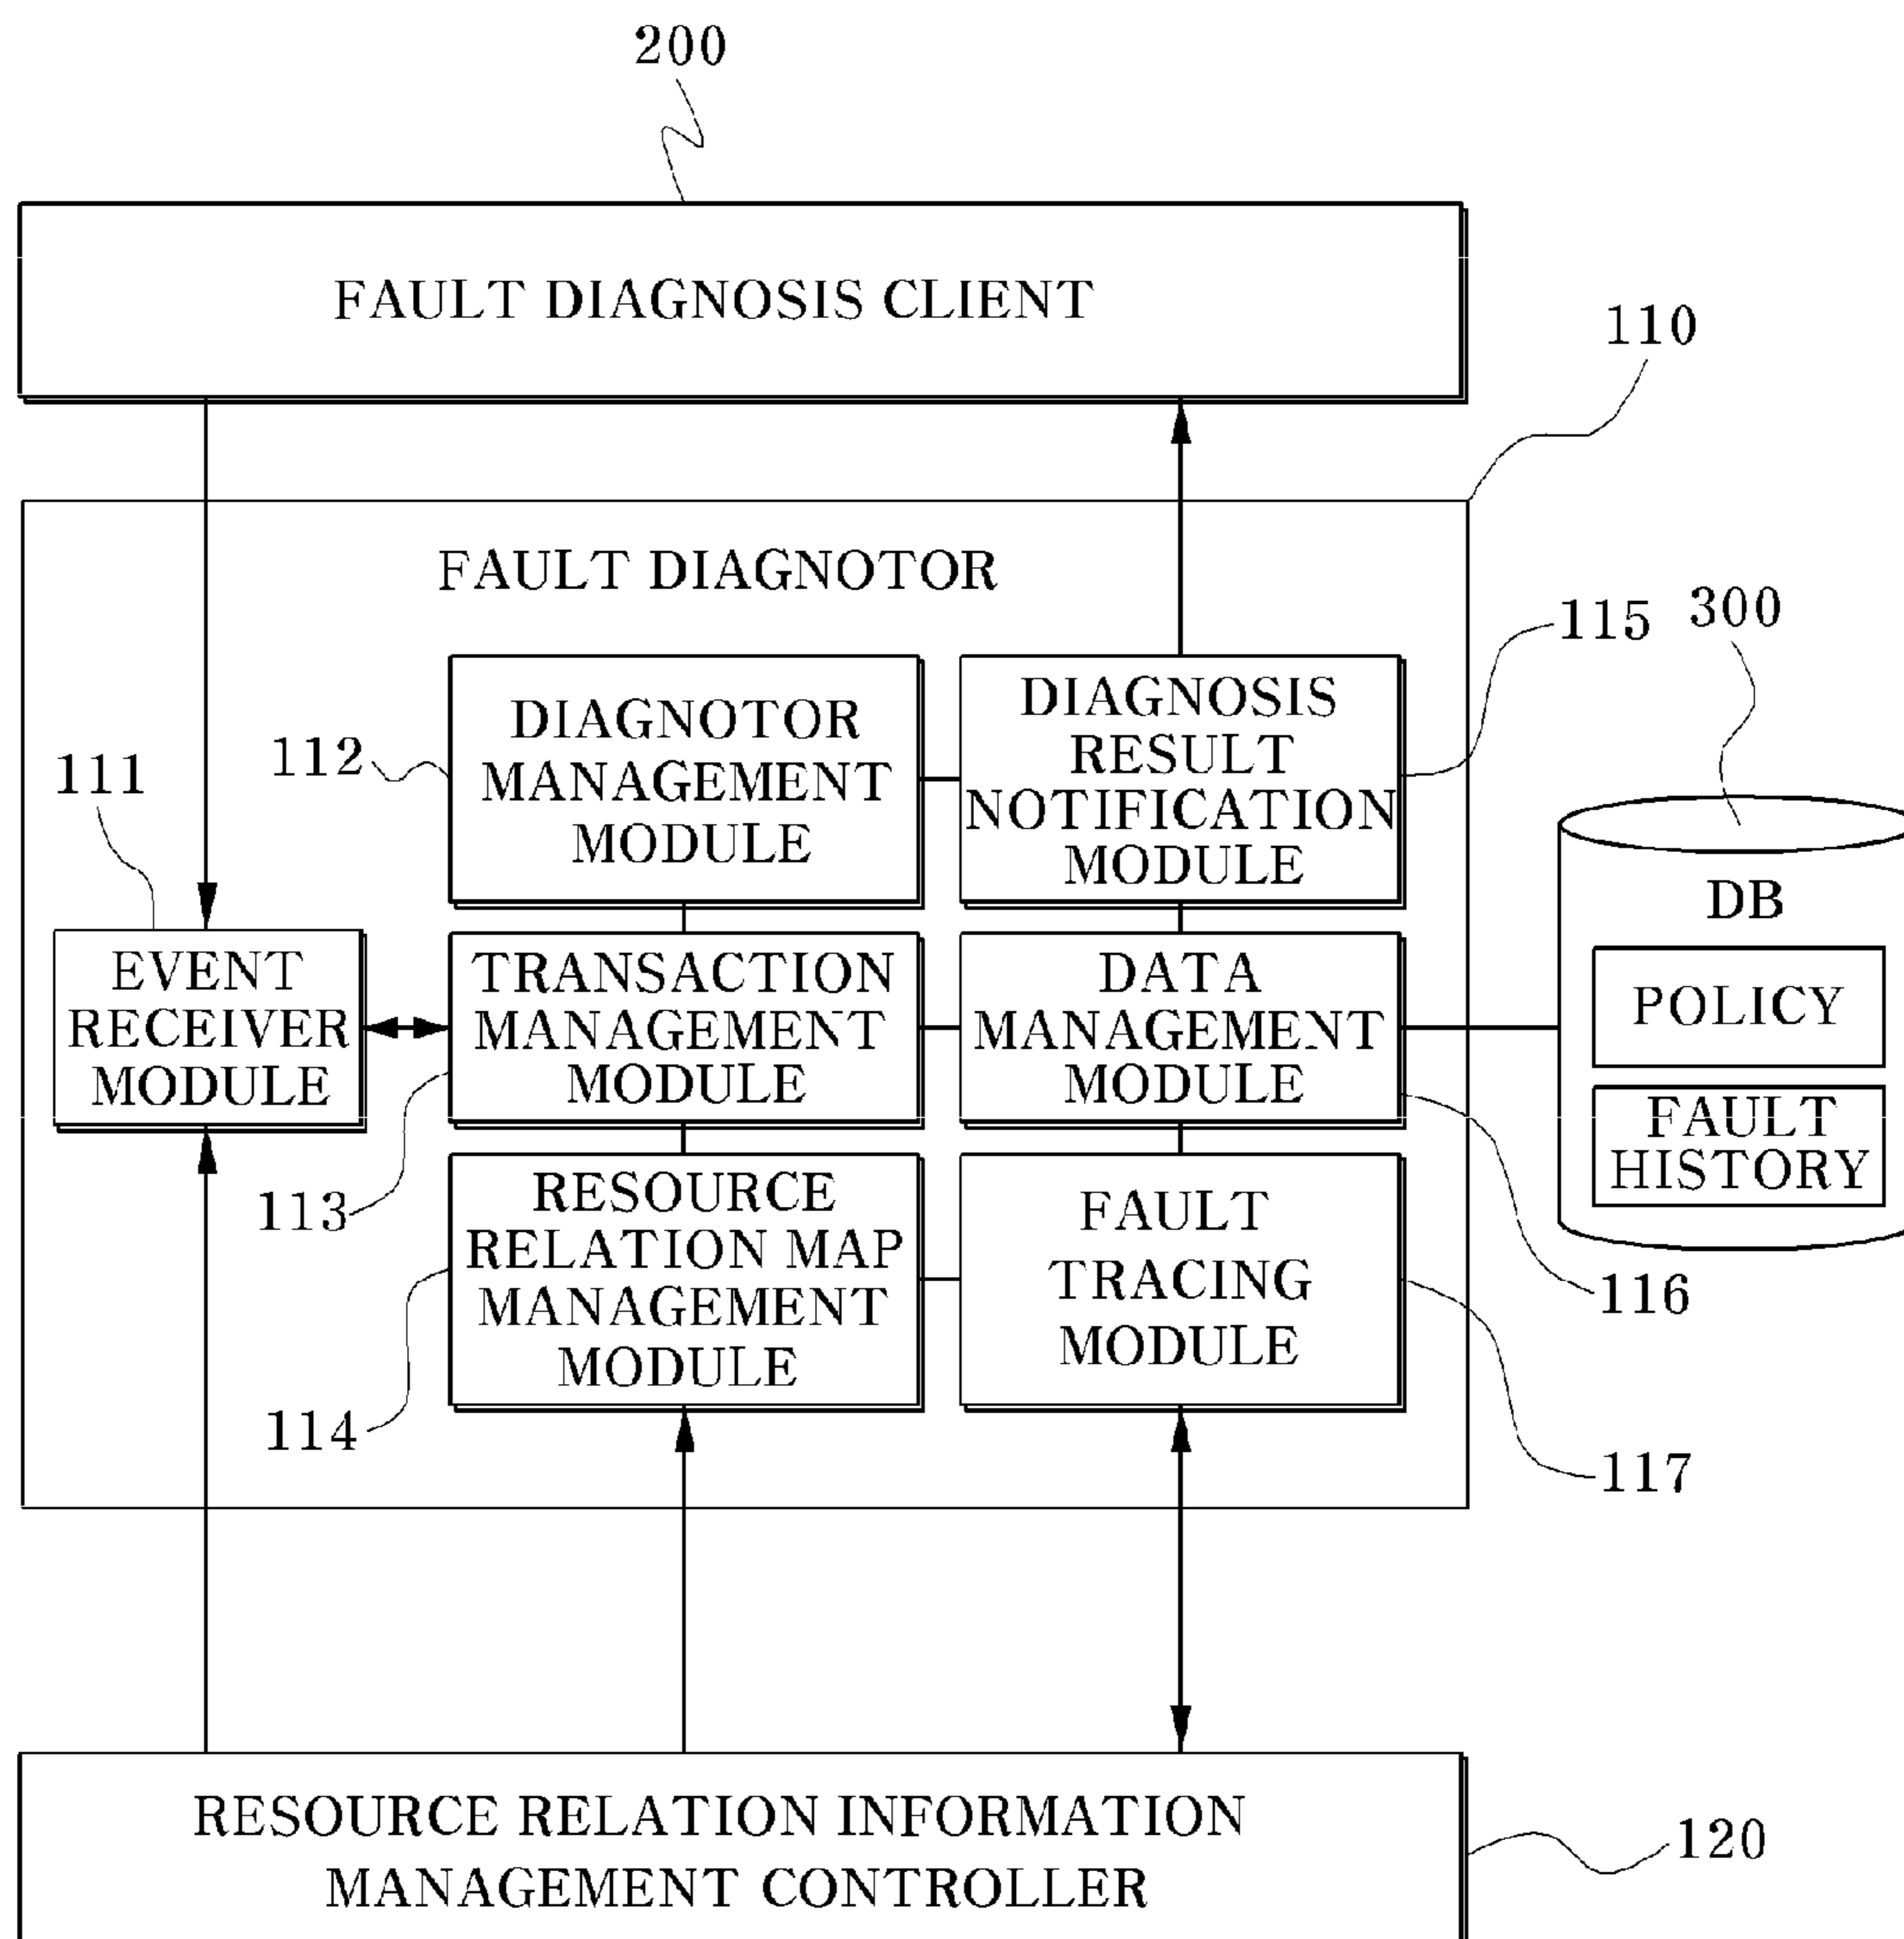 200
FAULT DIAGNOSIS CLIENT
110
FAULT DIAGNOTOR
115
300
112
DIAGNOTOR
MANAGEMENT
MODULE
DIAGNOSIS
RESULT
NOTIFICATION
MODULE
111
DB
EVENT
RECEIVER
MODULE
TRANSACTION
MANAGEMENT
MODULE
DATA
MANAGEMENT
MODULE
POLICY
FAULT
HISTORY
113
RESOURCE
RELATION MAP
MANAGEMENT
MODULE
FAULT
TRACING
MODULE
116
114
117
RESOURCE RELATION INFORMATION
MANAGEMENT CONTROLLER
120